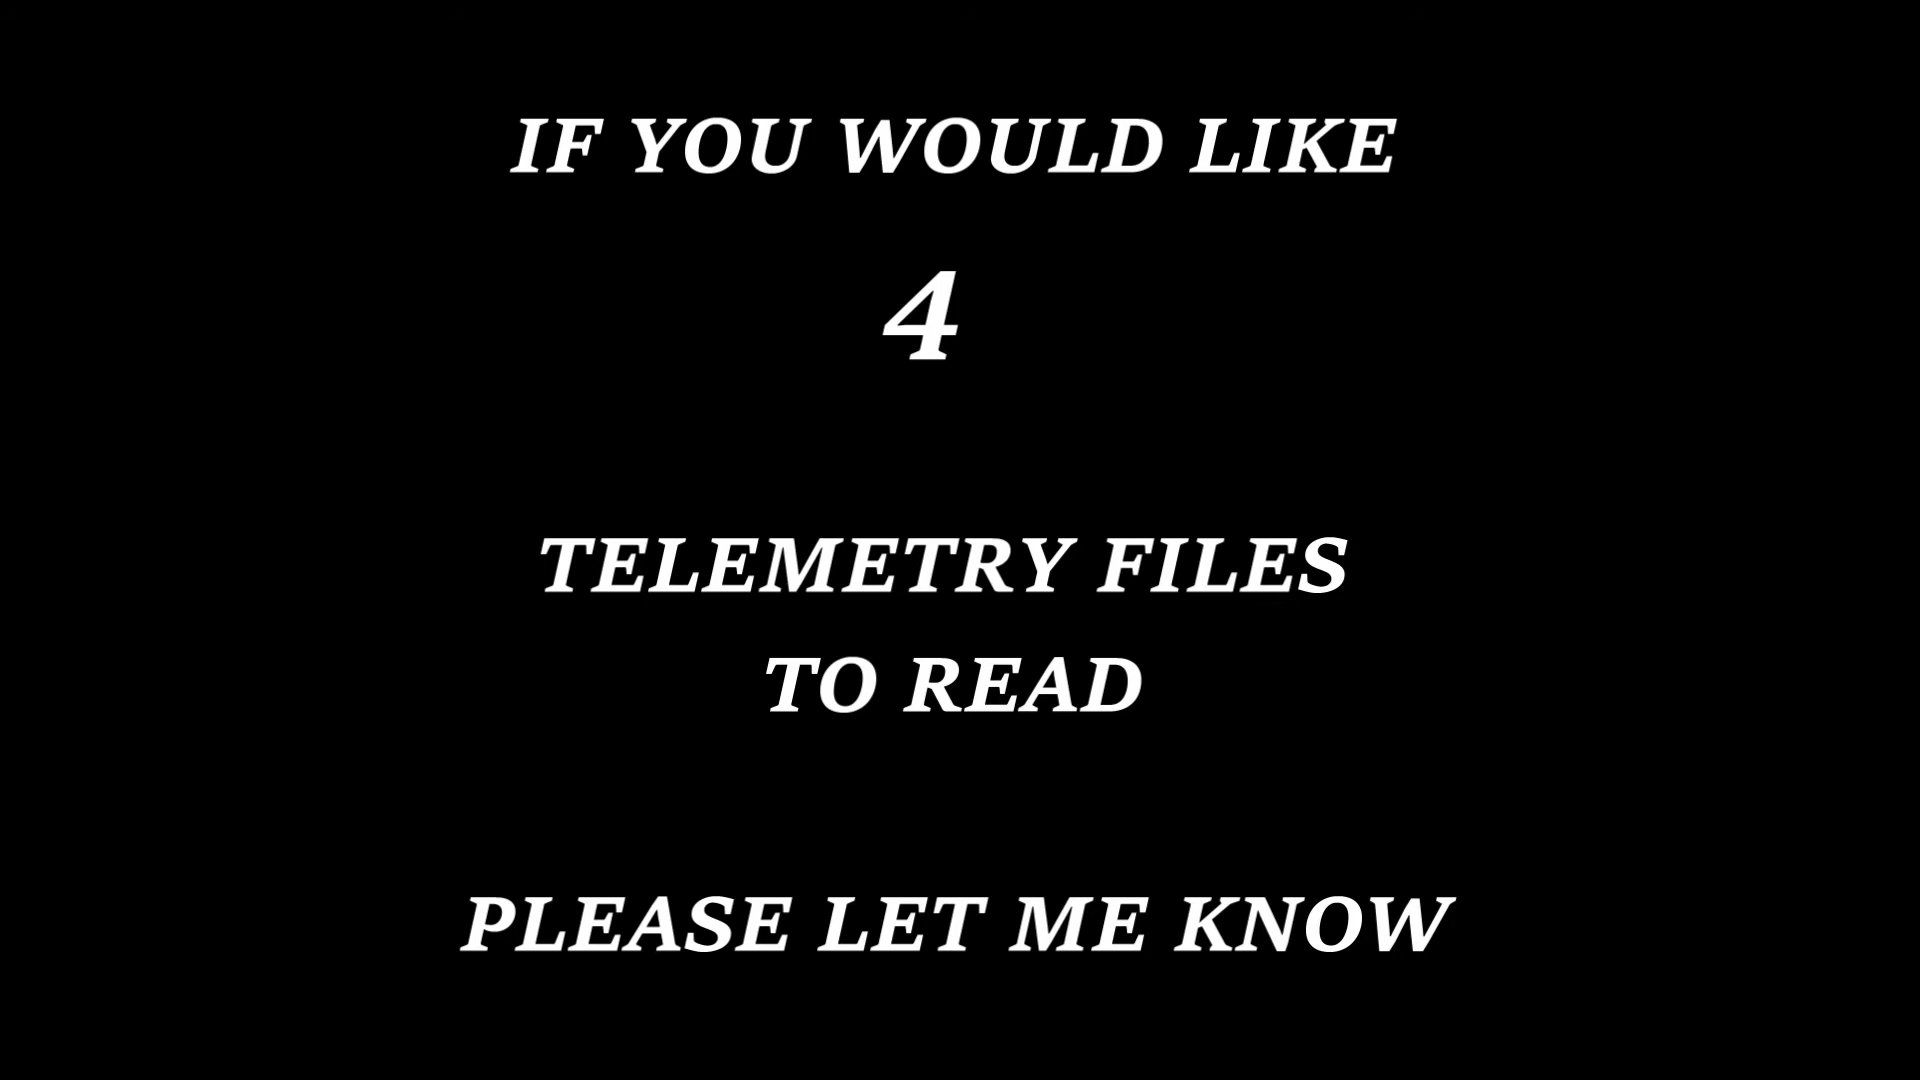 IF YOU WOULD LIKE
4
TELEMETRY FILES
TO READ
PLEASE LET ME KNOW